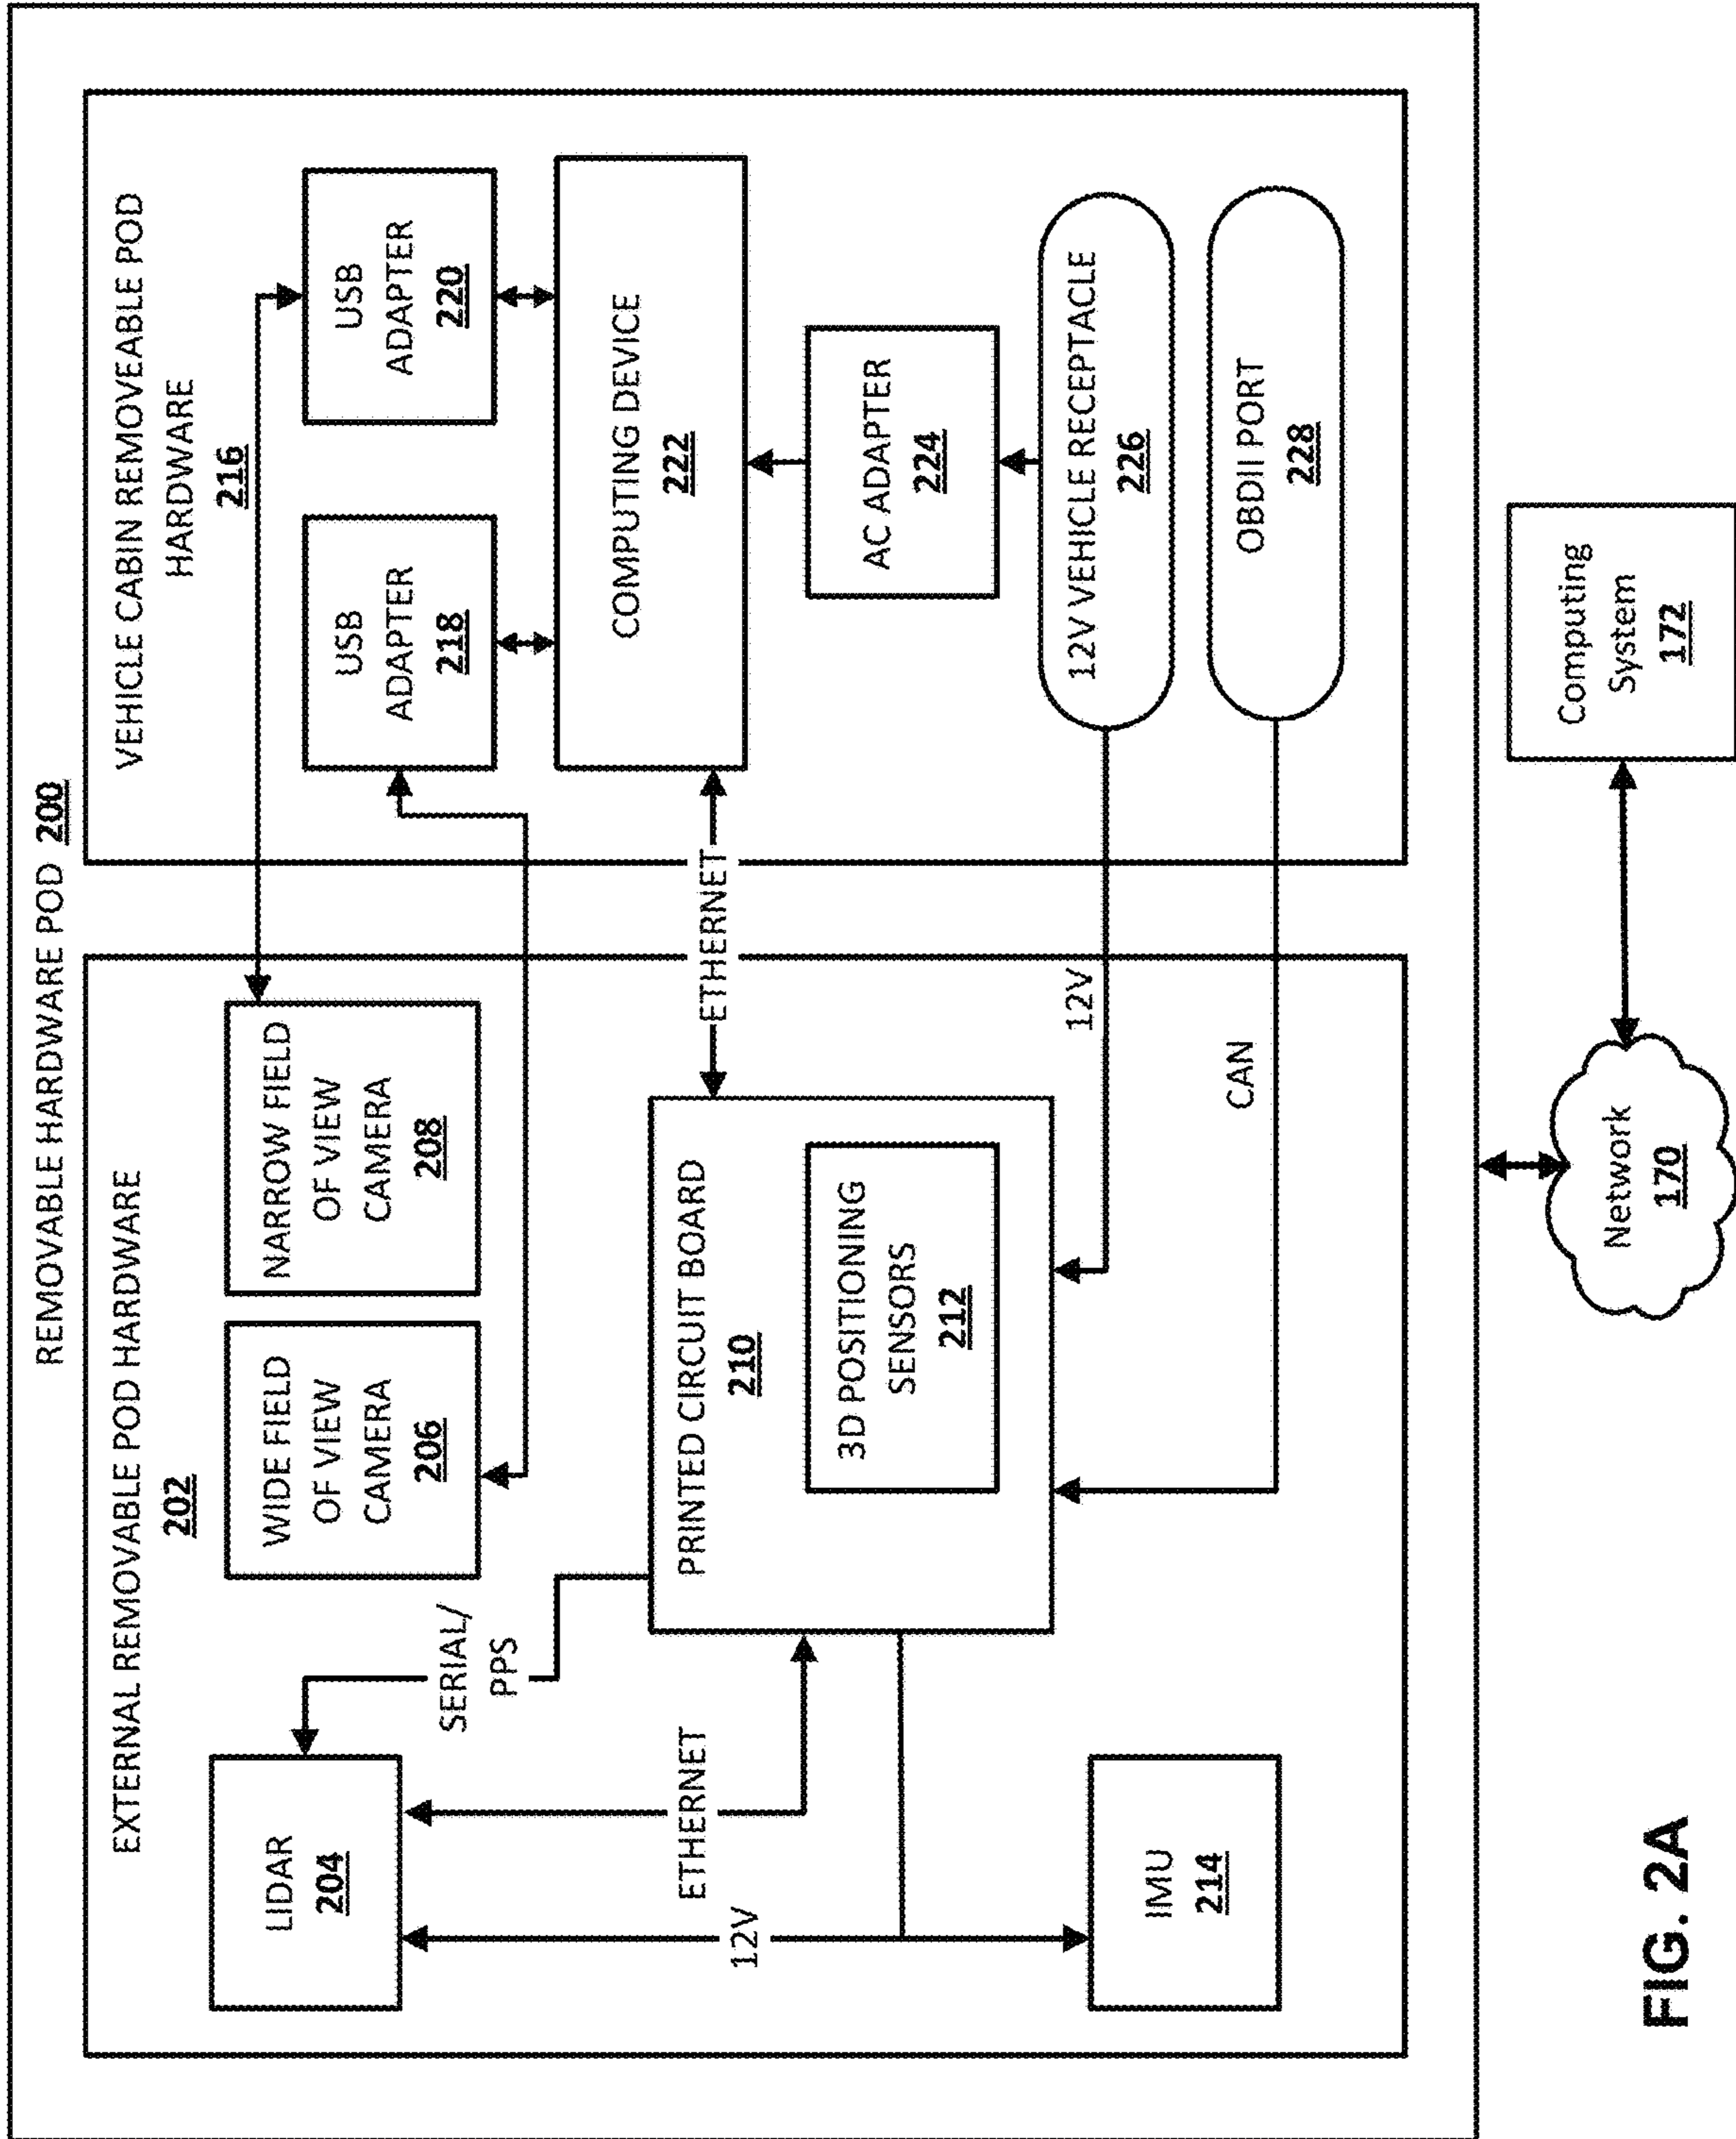 REMOVABLE HARDWARE POD 200
EXTERNAL REMOVABLE POD HARDWARE
202
LIDAR
204
WIDE FIELD
OF VIEW
CAMERA
206
NARROW FIELD
OF VIEW
CAMERA
208
SERIAL/
PPS
ETHERNET
12V
PRINTED CIRCUIT BOARD
210
3D POSITIONING
SENSORS
212
IMU
214
ETHERNET
12V
CAN
VEHICLE CABIN REMOVEABLE POD
HARDWARE
216
USB
ADAPTER
218
USB
ADAPTER
220
COMPUTING DEVICE
222
AC ADAPTER
224
12V VEHICLE RECEPTACLE
226
OBDII PORT
228
Network
170
Computing
System
172
FIG. 2A